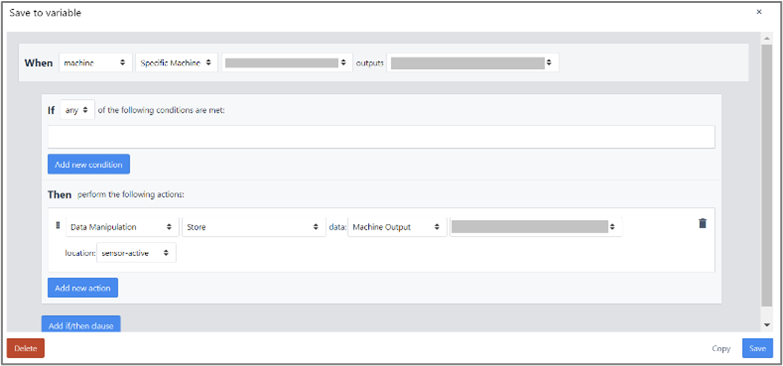 Save to variable ×
When machine Specific Machine outputs
If any of the following conditions are met:
Add new condition
Then perform the following actions:
Data Manipulation Store data: Machine Output
location: sensor-active
Add new action
Add if/then clause
Delete Copy Save